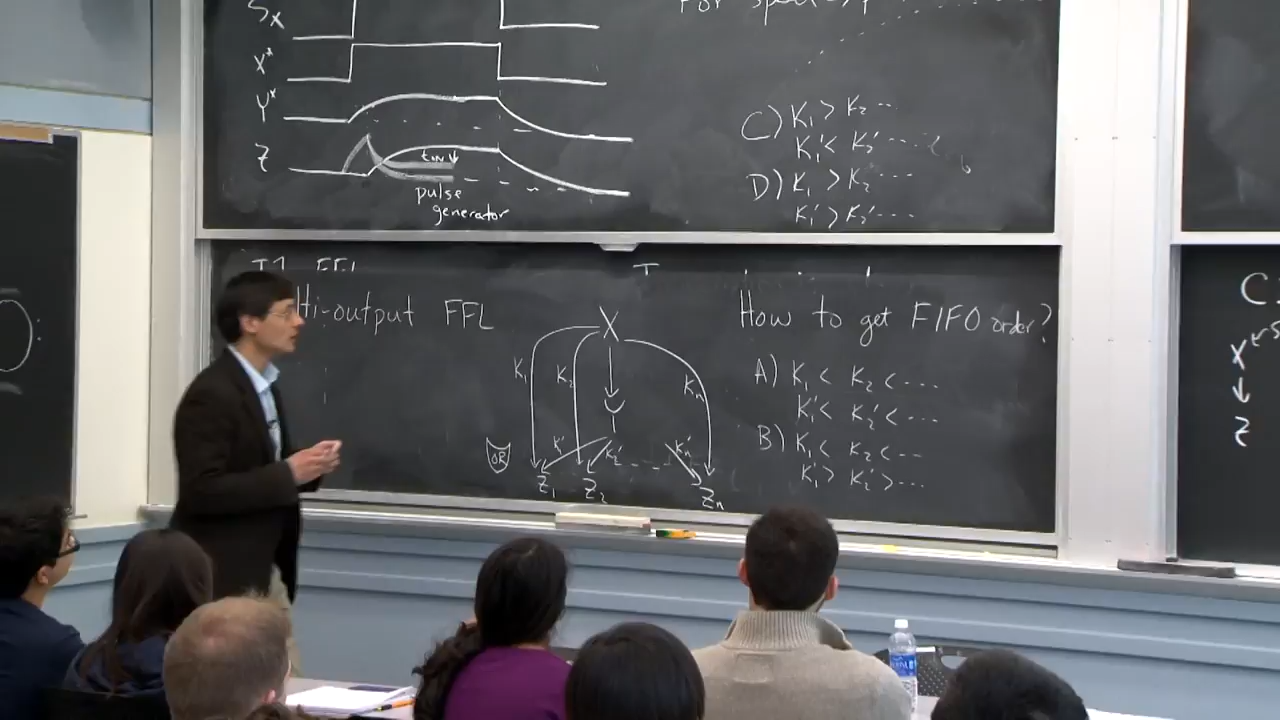 Sx
X*
Y*
Z
pulse
generator
For
C) K₁ > K₂ ...
K₁' < K₂' ....
D) K₁ > K₂ ...
K₁' > K₂' ....
ti-output FFL
X
K₁
K₂
Kn
Y
OR
K₁'
K₂'
Kn'
Z₁
Z₂
Zn
How to get FIFO order?
A) K₁ < K₂ < ...
K₁' < K₂' < ...
B) K₁ < K₂ < ...
K₁' > K₂' > ...
C
X
Z